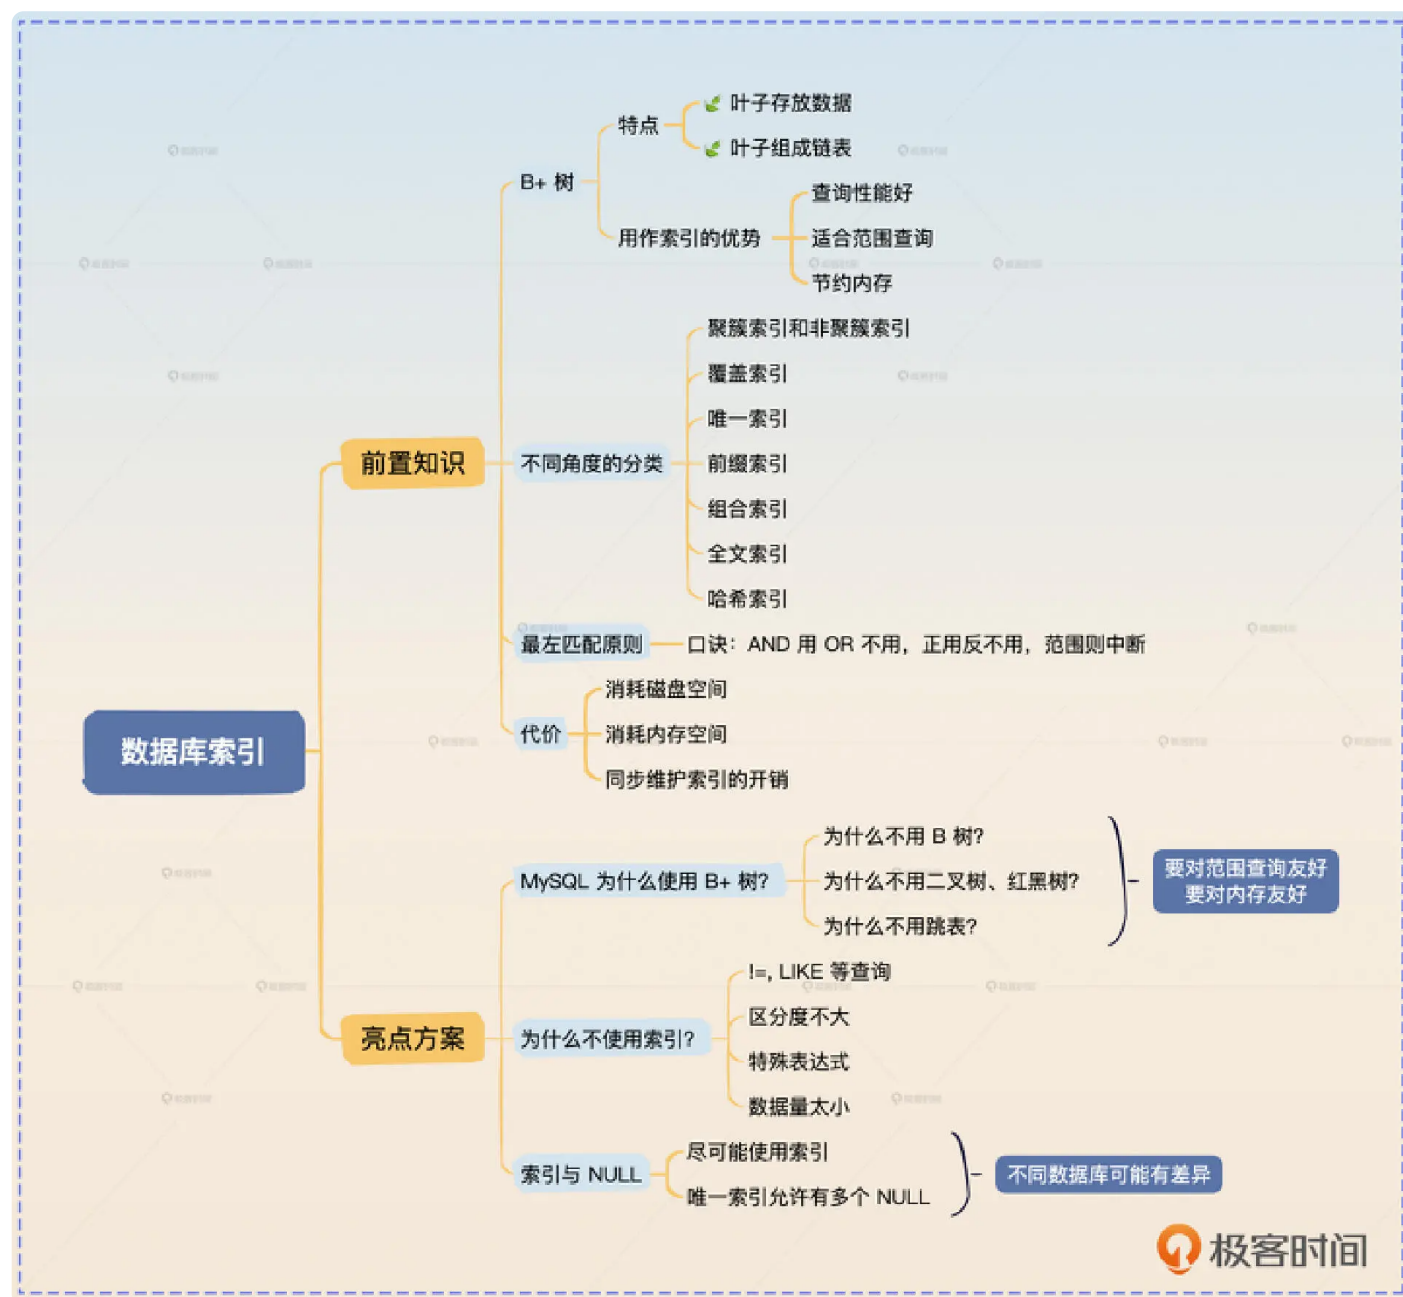 数据库索引
前置知识
B+ 树
特点
叶子存放数据
叶子组成链表
用作索引的优势
查询性能好
适合范围查询
节约内存
不同角度的分类
聚簇索引和非聚簇索引
覆盖索引
唯一索引
前缀索引
组合索引
全文索引
哈希索引
最左匹配原则
口诀：AND 用 OR 不用，正用反不用，范围则中断
代价
消耗磁盘空间
消耗内存空间
同步维护索引的开销
亮点方案
MySQL 为什么使用 B+ 树？
为什么不用 B 树？
为什么不用二叉树、红黑树？
为什么不用跳表？
要对范围查询友好
要对内存友好
为什么不使用索引？
!=, LIKE 等查询
区分度不大
特殊表达式
数据量太小
索引与 NULL
尽可能使用索引
唯一索引允许有多个 NULL
不同数据库可能有差异
极客时间